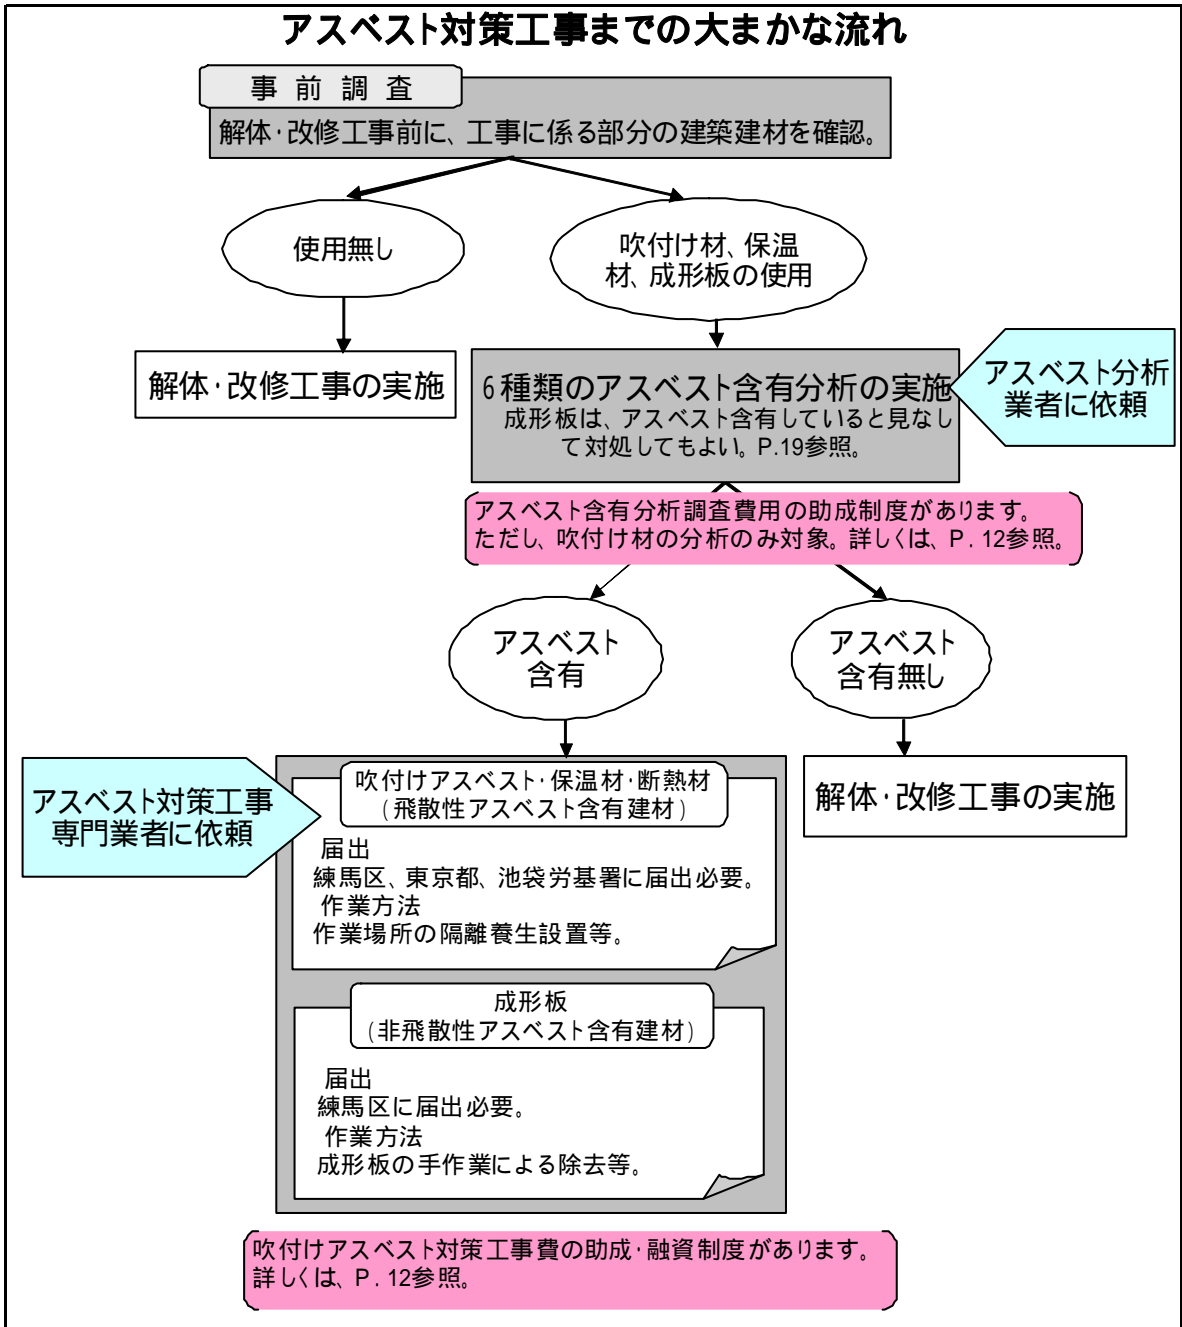 アスベスト対策工事までの大まかな流れ
事前調査
解体・改修工事前に、工事に係る部分の建築建材を確認。
使用無し
吹付け材、保温
材、成形板の使用
解体・改修工事の実施
6種類のアスベスト含有分析の実施
成形板は、アスベスト含有していると見なし
て対処してもよい。P.19参照。
アスベスト分析
業者に依頼
アスベスト含有分析調査費用の助成制度があります。
ただし、吹付け材の分析のみ対象。詳しくは、P.12参照。
アスベスト
含有
アスベスト
含有無し
アスベスト対策工事
専門業者に依頼
吹付けアスベスト・保温材・断熱材
(飛散性アスベスト含有建材)
届出
練馬区、東京都、池袋労基署に届出必要。
作業方法
作業場所の隔離養生設置等。
解体・改修工事の実施
成形板
(非飛散性アスベスト含有建材)
届出
練馬区に届出必要。
作業方法
成形板の手作業による除去等。
吹付けアスベスト対策工事費の助成・融資制度があります。
詳しくは、P.12参照。